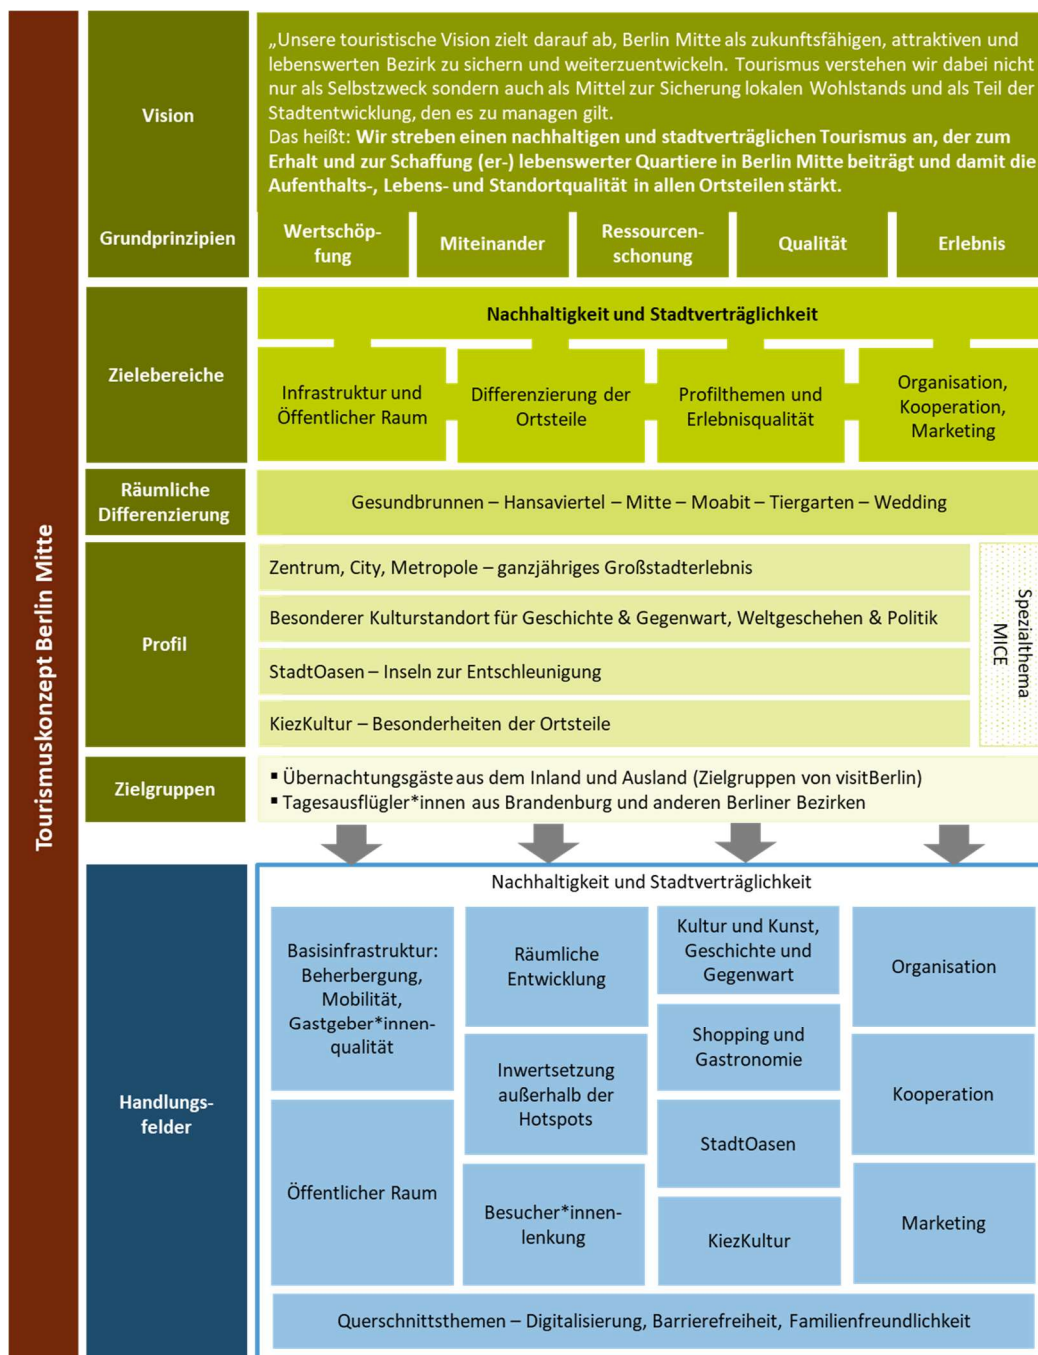 Tourismuskonzept Berlin Mitte
Vision
„Unsere touristische Vision zielt darauf ab, Berlin Mitte als zukunftsfähigen, attraktiven und
lebenswerten Bezirk zu sichern und weiterzuentwickeln. Tourismus verstehen wir dabei nicht
nur als Selbstzweck sondern auch als Mittel zur Sicherung lokalen Wohlstands und als Teil der
Stadtentwicklung, den es zu managen gilt.
Das heißt: Wir streben einen nachhaltigen und stadtverträglichen Tourismus an, der zum
Erhalt und zur Schaffung (er-) lebenswerter Quartiere in Berlin Mitte beiträgt und damit die
Aufenthalts-, Lebens- und Standortqualität in allen Ortsteilen stärkt.
Grundprinzipien
Wertschöp-
fung
Miteinander
Ressourcen-
schonung
Qualität
Erlebnis
Zielebereiche
Nachhaltigkeit und Stadtverträglichkeit
Infrastruktur und
Öffentlicher Raum
Differenzierung der
Ortsteile
Profilthemen und
Erlebnisqualität
Organisation,
Kooperation,
Marketing
Räumliche
Differenzierung
Gesundbrunnen – Hansaviertel – Mitte – Moabit – Tiergarten – Wedding
Profil
Zentrum, City, Metropole – ganzjähriges Großstadterlebnis
Besonderer Kulturstandort für Geschichte & Gegenwart, Weltgeschehen & Politik
StadtOasen – Inseln zur Entschleunigung
KiezKultur – Besonderheiten der Ortsteile
Spezialthema
MICE
Zielgruppen
▪ Übernachtungsgäste aus dem Inland und Ausland (Zielgruppen von visitBerlin)
▪ Tagesausflügler*innen aus Brandenburg und anderen Berliner Bezirken
Handlungs-
felder
Nachhaltigkeit und Stadtverträglichkeit
Basisinfrastruktur:
Beherbergung,
Mobilität,
Gastgeber*innen-
qualität
Öffentlicher Raum
Räumliche
Entwicklung
Inwertsetzung
außerhalb der
Hotspots
Besucher*innen-
lenkung
Kultur und Kunst,
Geschichte und
Gegenwart
Shopping und
Gastronomie
StadtOasen
KiezKultur
Organisation
Kooperation
Marketing
Querschnittsthemen – Digitalisierung, Barrierefreiheit, Familienfreundlichkeit